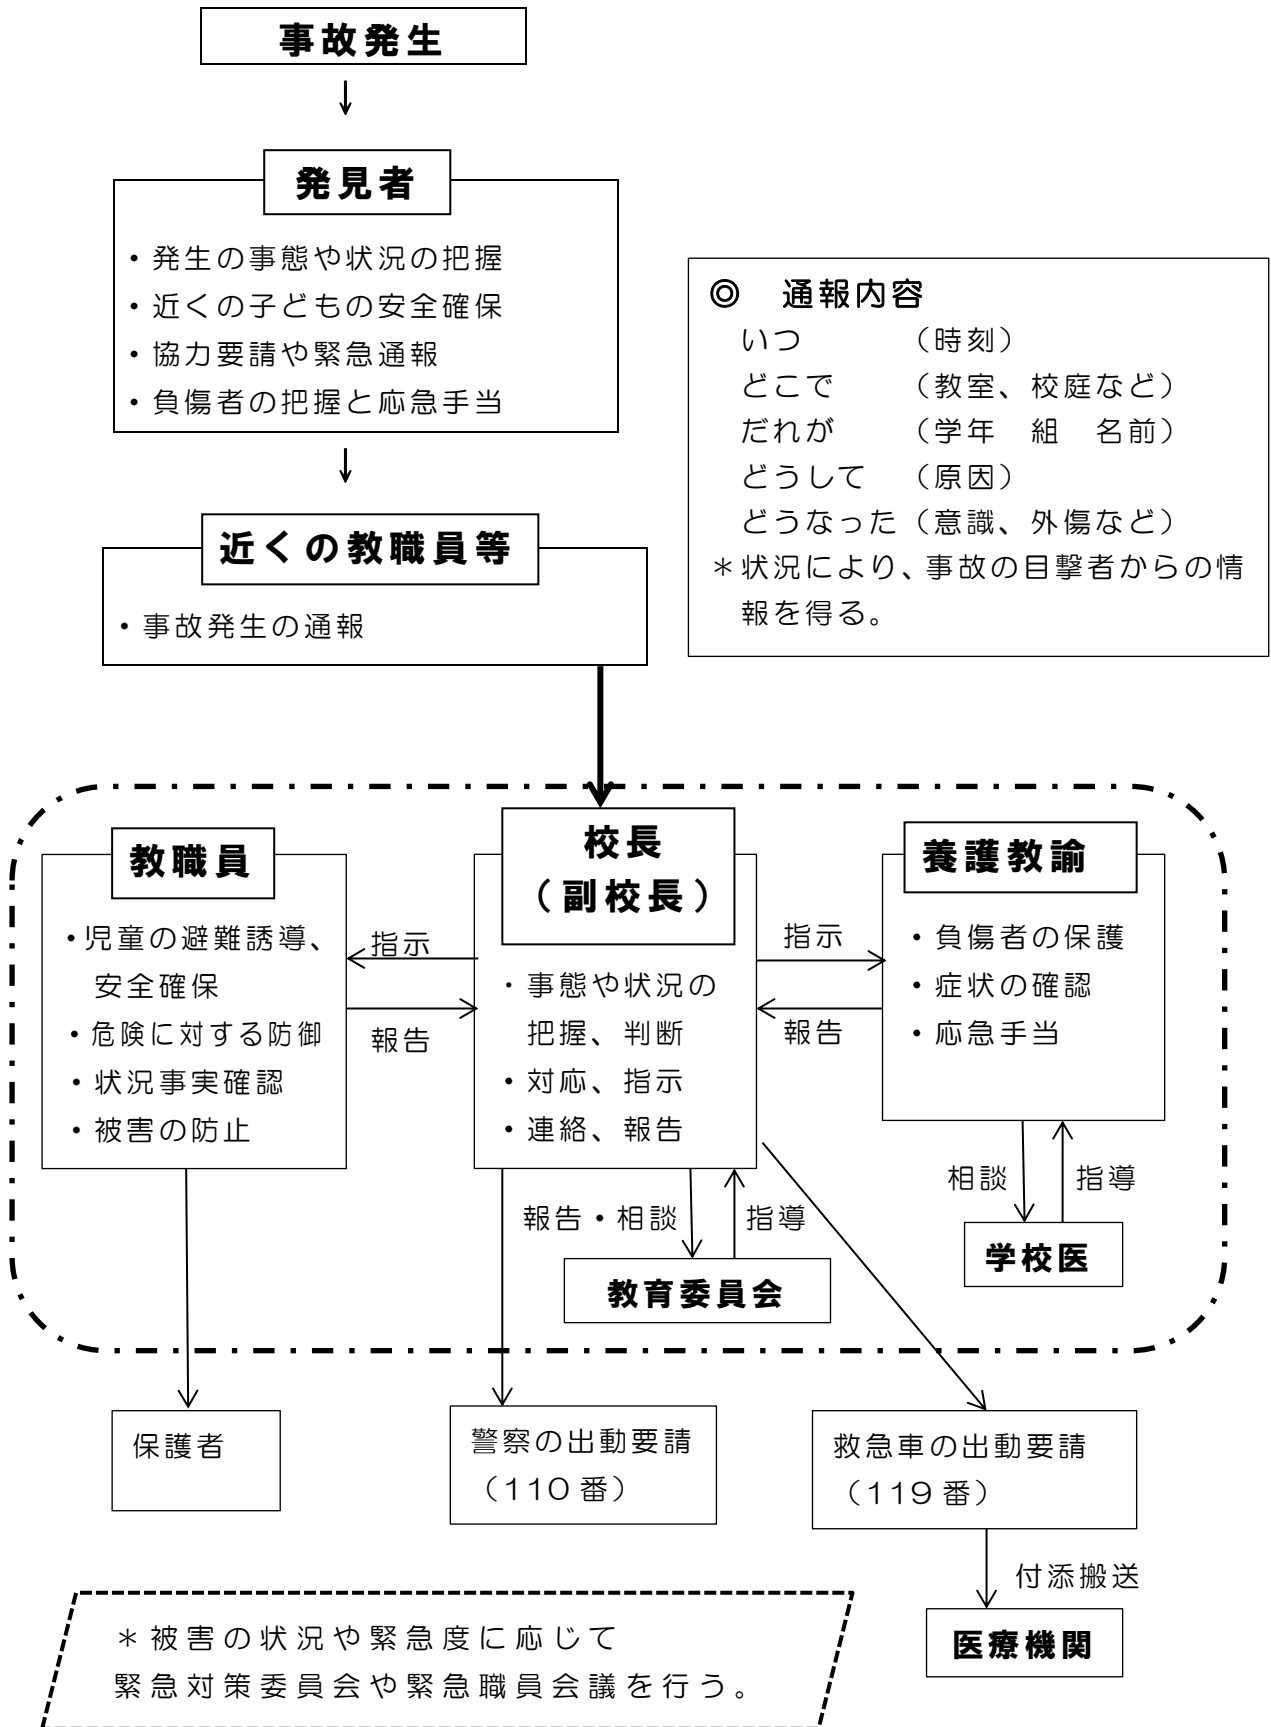 事故発生
発見者
・発生の事態や状況の把握
・近くの子どもの安全確保
・協力要請や緊急通報
・負傷者の把握と応急手当
◎　通報内容
いつ　（時刻）
どこで　（教室、校庭など）
だれが　（学年　組　名前）
どうして　（原因）
どうなった（意識、外傷など）
＊状況により、事故の目撃者からの情
報を得る。
近くの教職員等
・事故発生の通報
教職員
・児童の避難誘導、
安全確保
・危険に対する防御
・状況事実確認
・被害の防止
指示
報告
校長
（副校長）
・事態や状況の
把握、判断
・対応、指示
・連絡、報告
指示
報告
養護教諭
・負傷者の保護
・症状の確認
・応急手当
報告・相談
指導
教育委員会
相談
指導
学校医
保護者
警察の出動要請
（110番）
救急車の出動要請
（119番）
付添搬送
医療機関
＊被害の状況や緊急度に応じて
緊急対策委員会や緊急職員会議を行う。